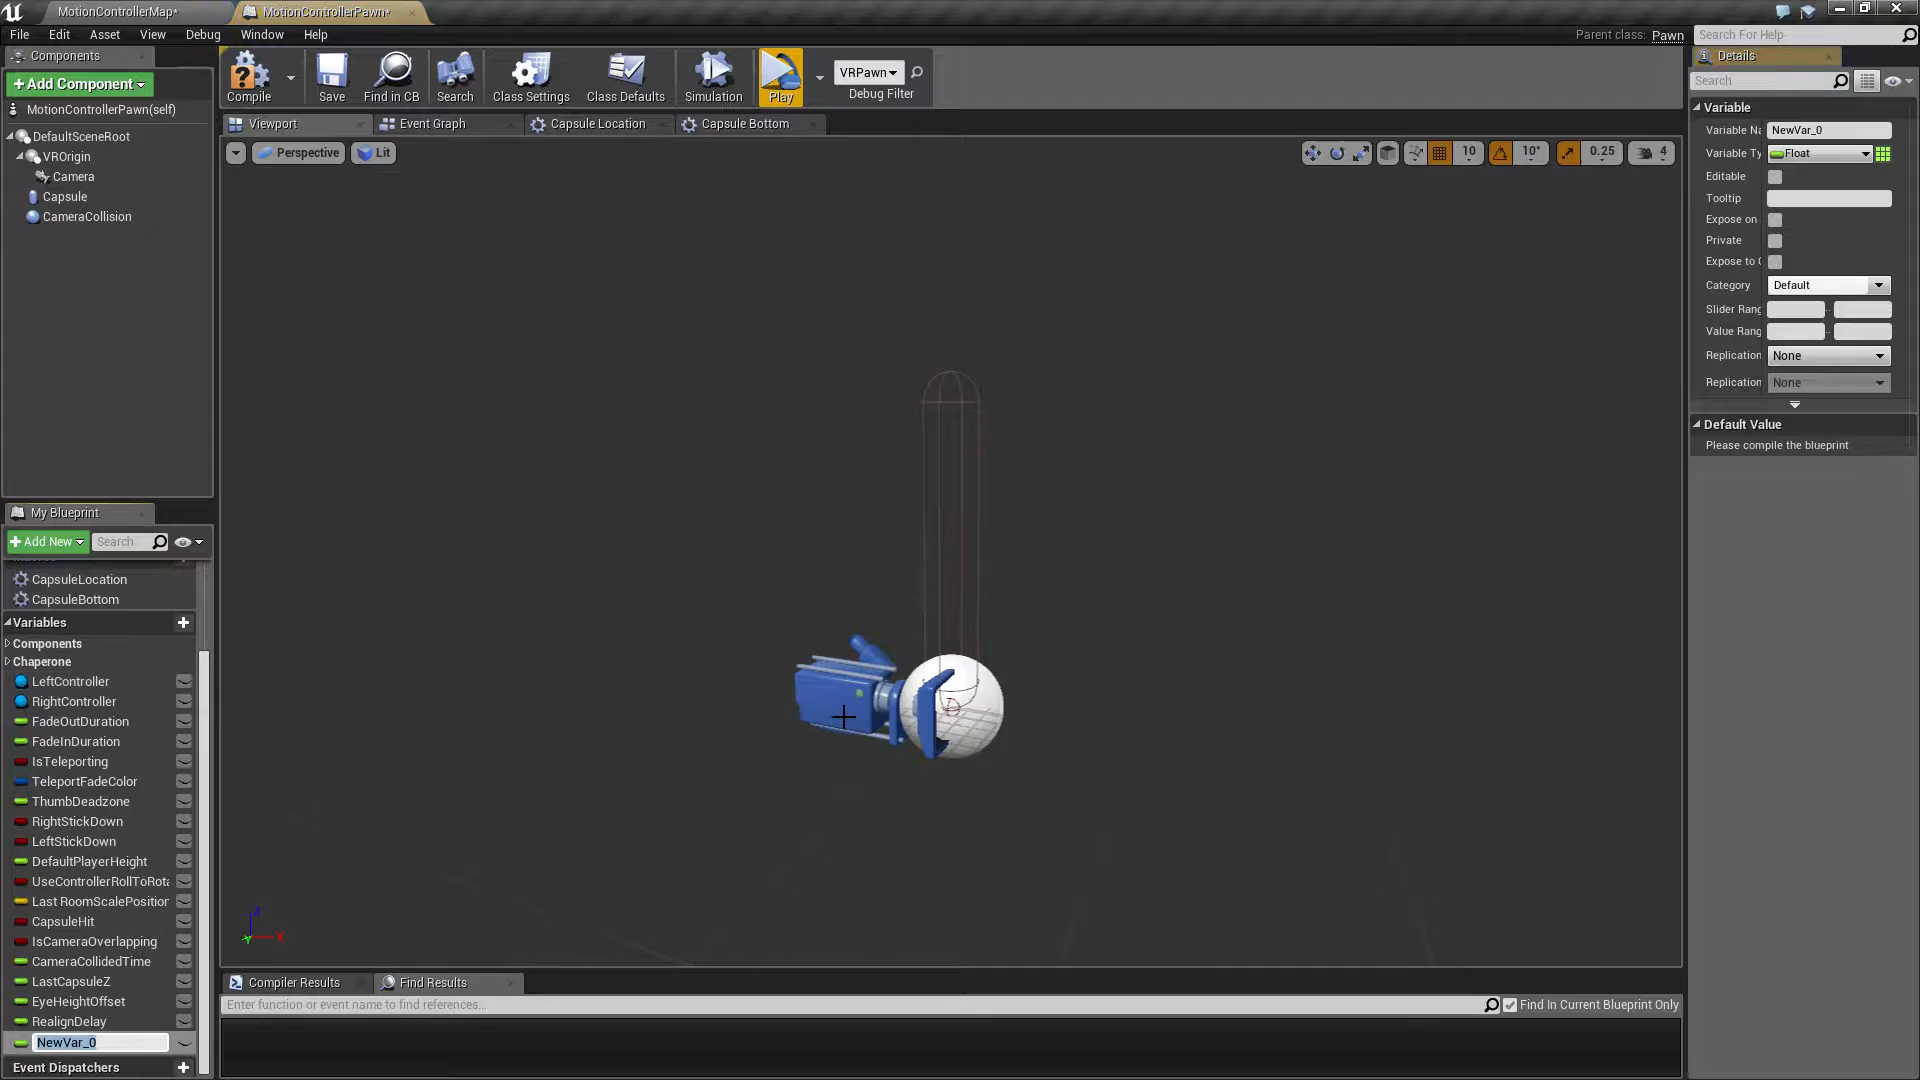 MotionControllerMap*
MotionControllerPawn*
File Edit Asset View Debug Window Help
Parent class: Pawn
Search For Help
Components
+Add Component
MotionControllerPawn(self)
DefaultSceneRoot
VROrigin
Camera
Capsule
CameraCollision
Compile
Save
Find in CB
Search
Class Settings
Class Defaults
Simulation
Play
VRPawn
Debug Filter
Viewport
Event Graph
Capsule Location
Capsule Bottom
Perspective
Lit
10
10°
0.25
4
Z
X
Y
My Blueprint
+Add New
Search
CapsuleLocation
CapsuleBottom
Variables
Components
Chaperone
LeftController
RightController
FadeOutDuration
FadeInDuration
IsTeleporting
TeleportFadeColor
ThumbDeadzone
RightStickDown
LeftStickDown
DefaultPlayerHeight
UseControllerRollToRota
Last RoomScalePosition
CapsuleHit
IsCameraOverlapping
CameraCollidedTime
LastCapsuleZ
EyeHeightOffset
RealignDelay
NewVar_0
Event Dispatchers
Compiler Results
Find Results
Enter function or event name to find references...
Find In Current Blueprint Only
Details
Search
Variable
Variable Na
NewVar_0
Variable Ty
Float
Editable
Tooltip
Expose on
Private
Expose to C
Category
Default
Slider Rang
Value Rang
Replication
None
Replication
None
Default Value
Please compile the blueprint